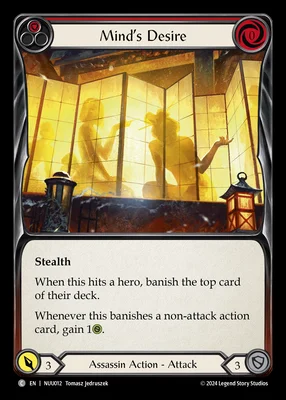 Mind's Desire
Stealth
When this hits a hero, banish the top card
of their deck.
Whenever this banishes a non-attack action
card, gain 1.
3
Assassin Action - Attack
3
C EN | NUU012 Tomasz Jedruszek
© 2024 Legend Story Studios